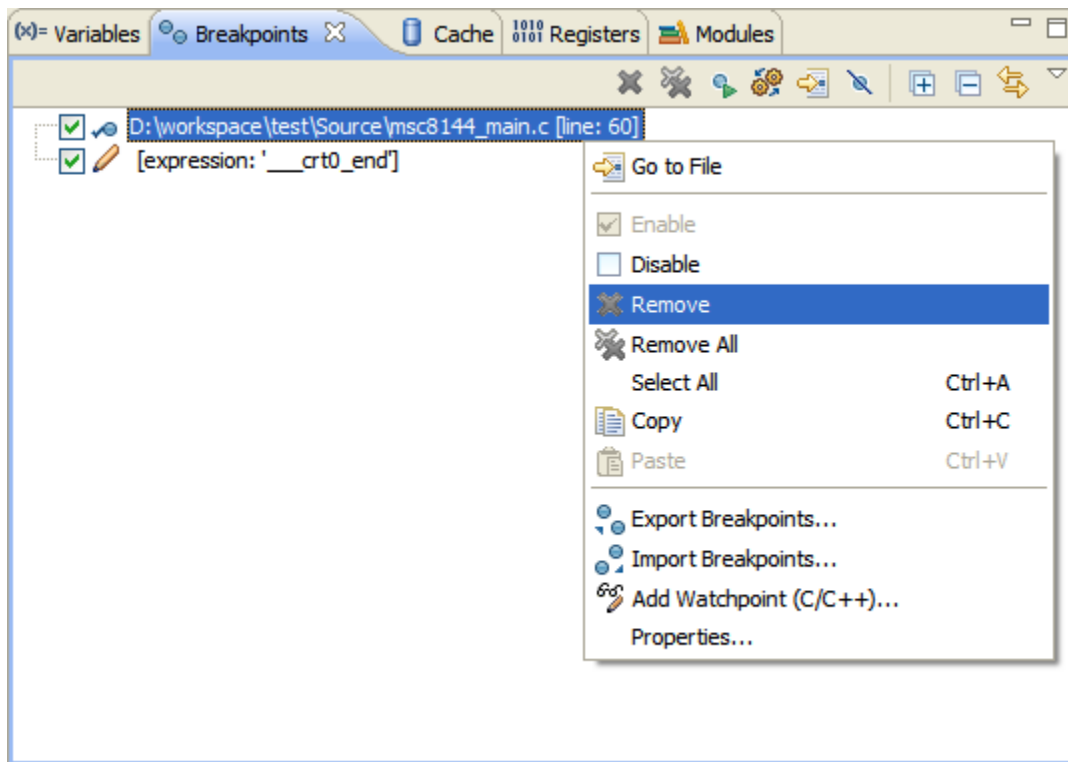 (x)= Variables Breakpoints Cache 1010 0101 Registers Modules
D:\workspace\test\Source\msc8144_main.c [line: 60]
[expression: '___crt0_end']
Go to File
Enable
Disable
Remove
Remove All
Select All Ctrl+A
Copy Ctrl+C
Paste Ctrl+V
Export Breakpoints...
Import Breakpoints...
Add Watchpoint (C/C++)...
Properties...